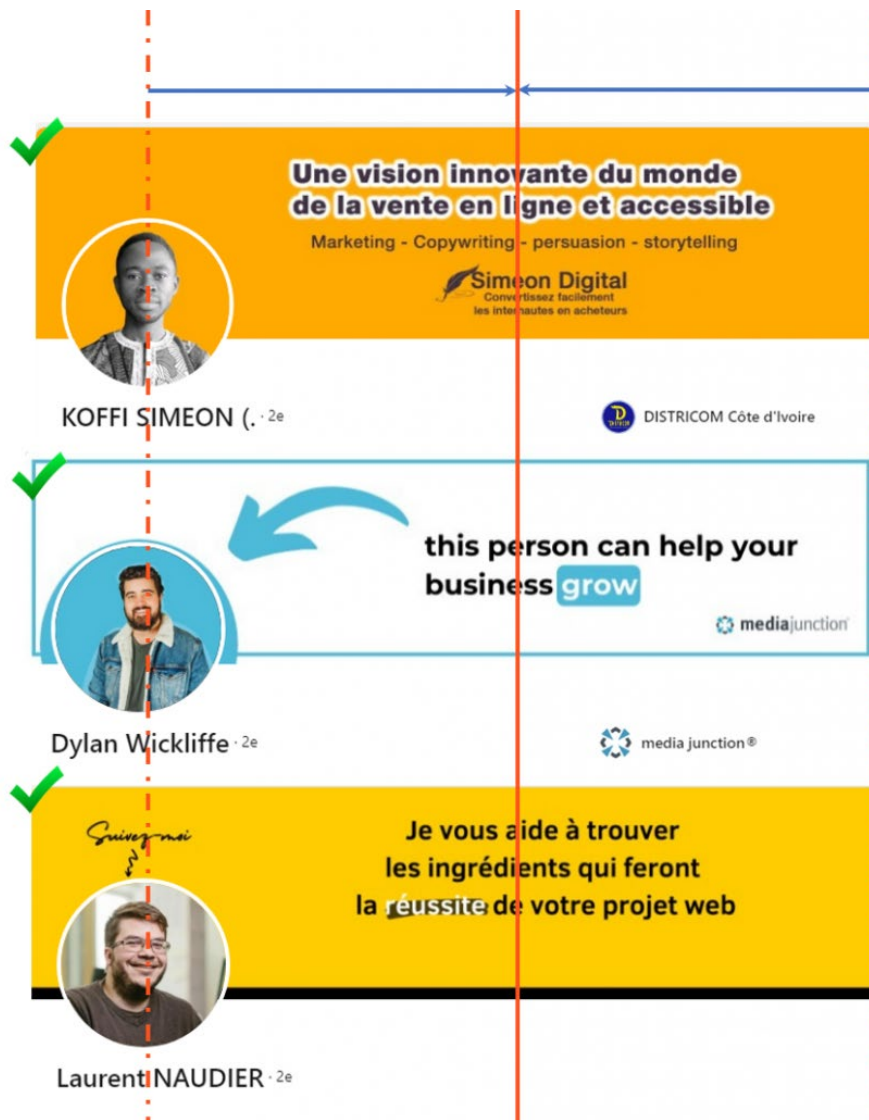 Une vision innovante du monde
de la vente en ligne et accessible
Marketing - Copywriting - persuasion - storytelling
Simeon Digital
Convertissez facilement
les internautes en acheteurs
KOFFI SIMEON (. · 2e
DISTRICOM Côte d'Ivoire
this person can help your
business grow
mediajunction
Dylan Wickliffe · 2e
media junction®
Suivez-moi
Je vous aide à trouver
les ingrédients qui feront
la réussite de votre projet web
Laurent NAUDIER · 2e